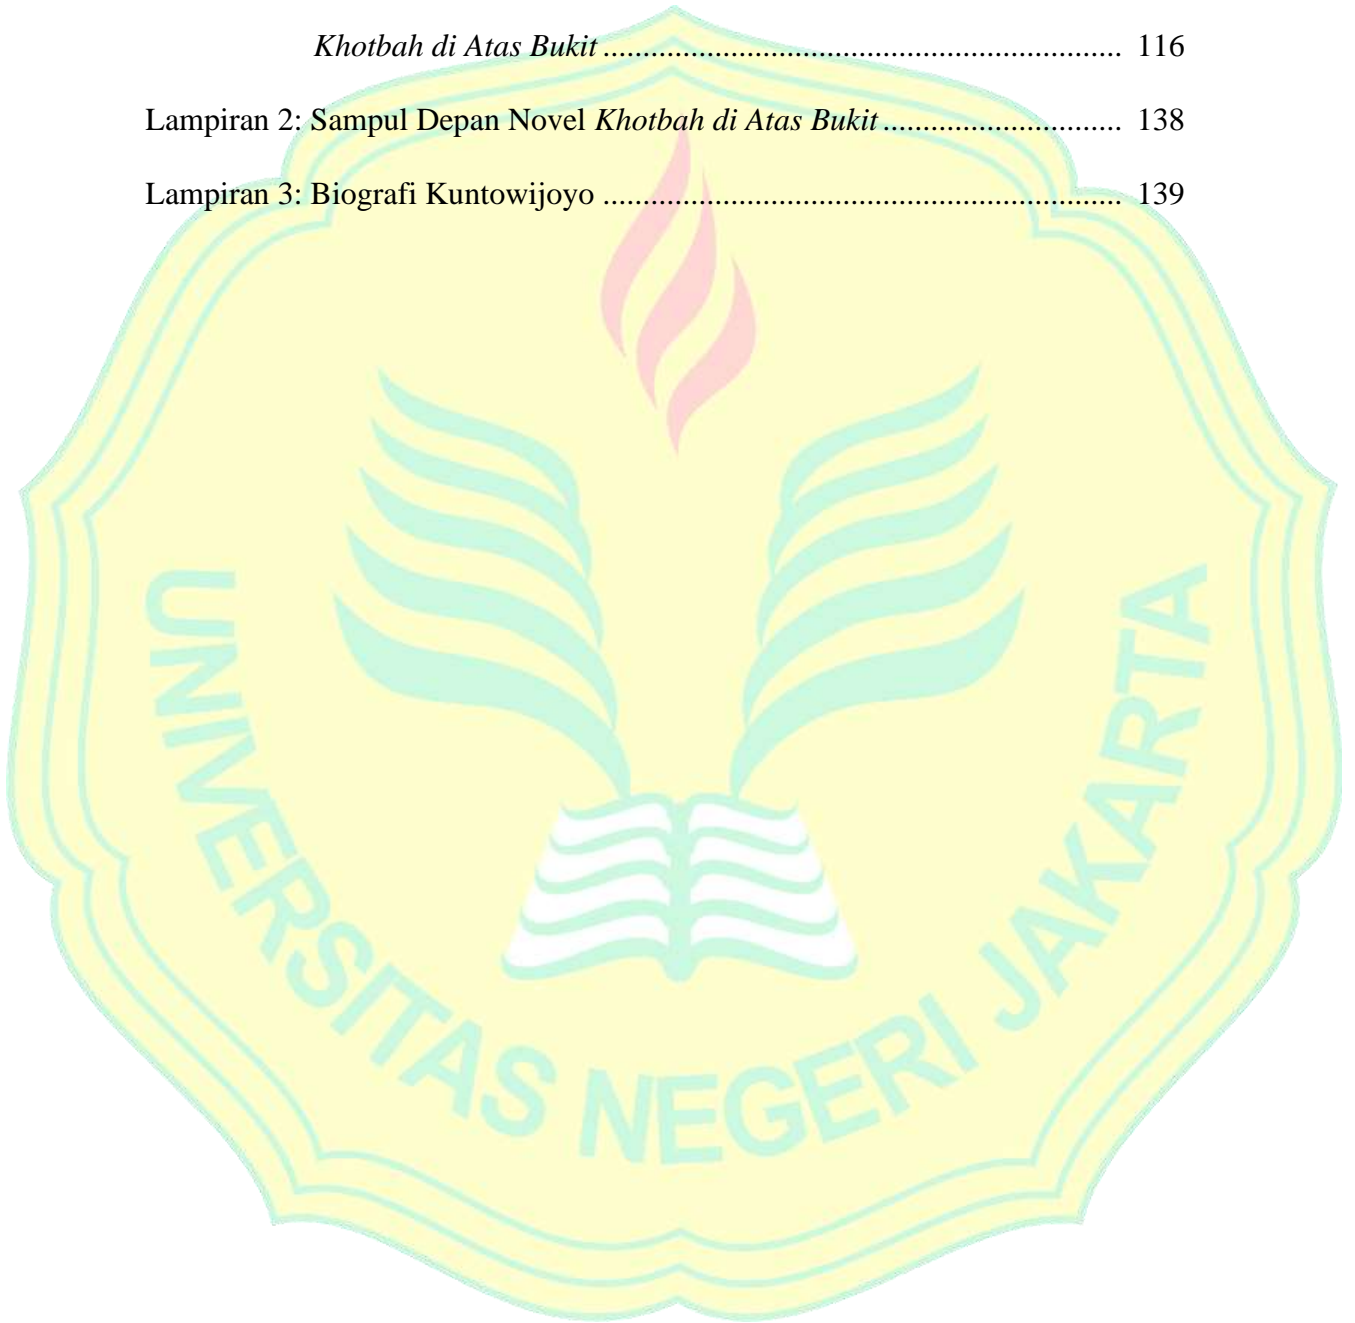 Khotbah di Atas Bukit ................................................................... 116
Lampiran 2: Sampul Depan Novel Khotbah di Atas Bukit ............................... 138
Lampiran 3: Biografi Kuntowijoyo ................................................................... 139
UNIVERSITAS NEGERI JAKARTA